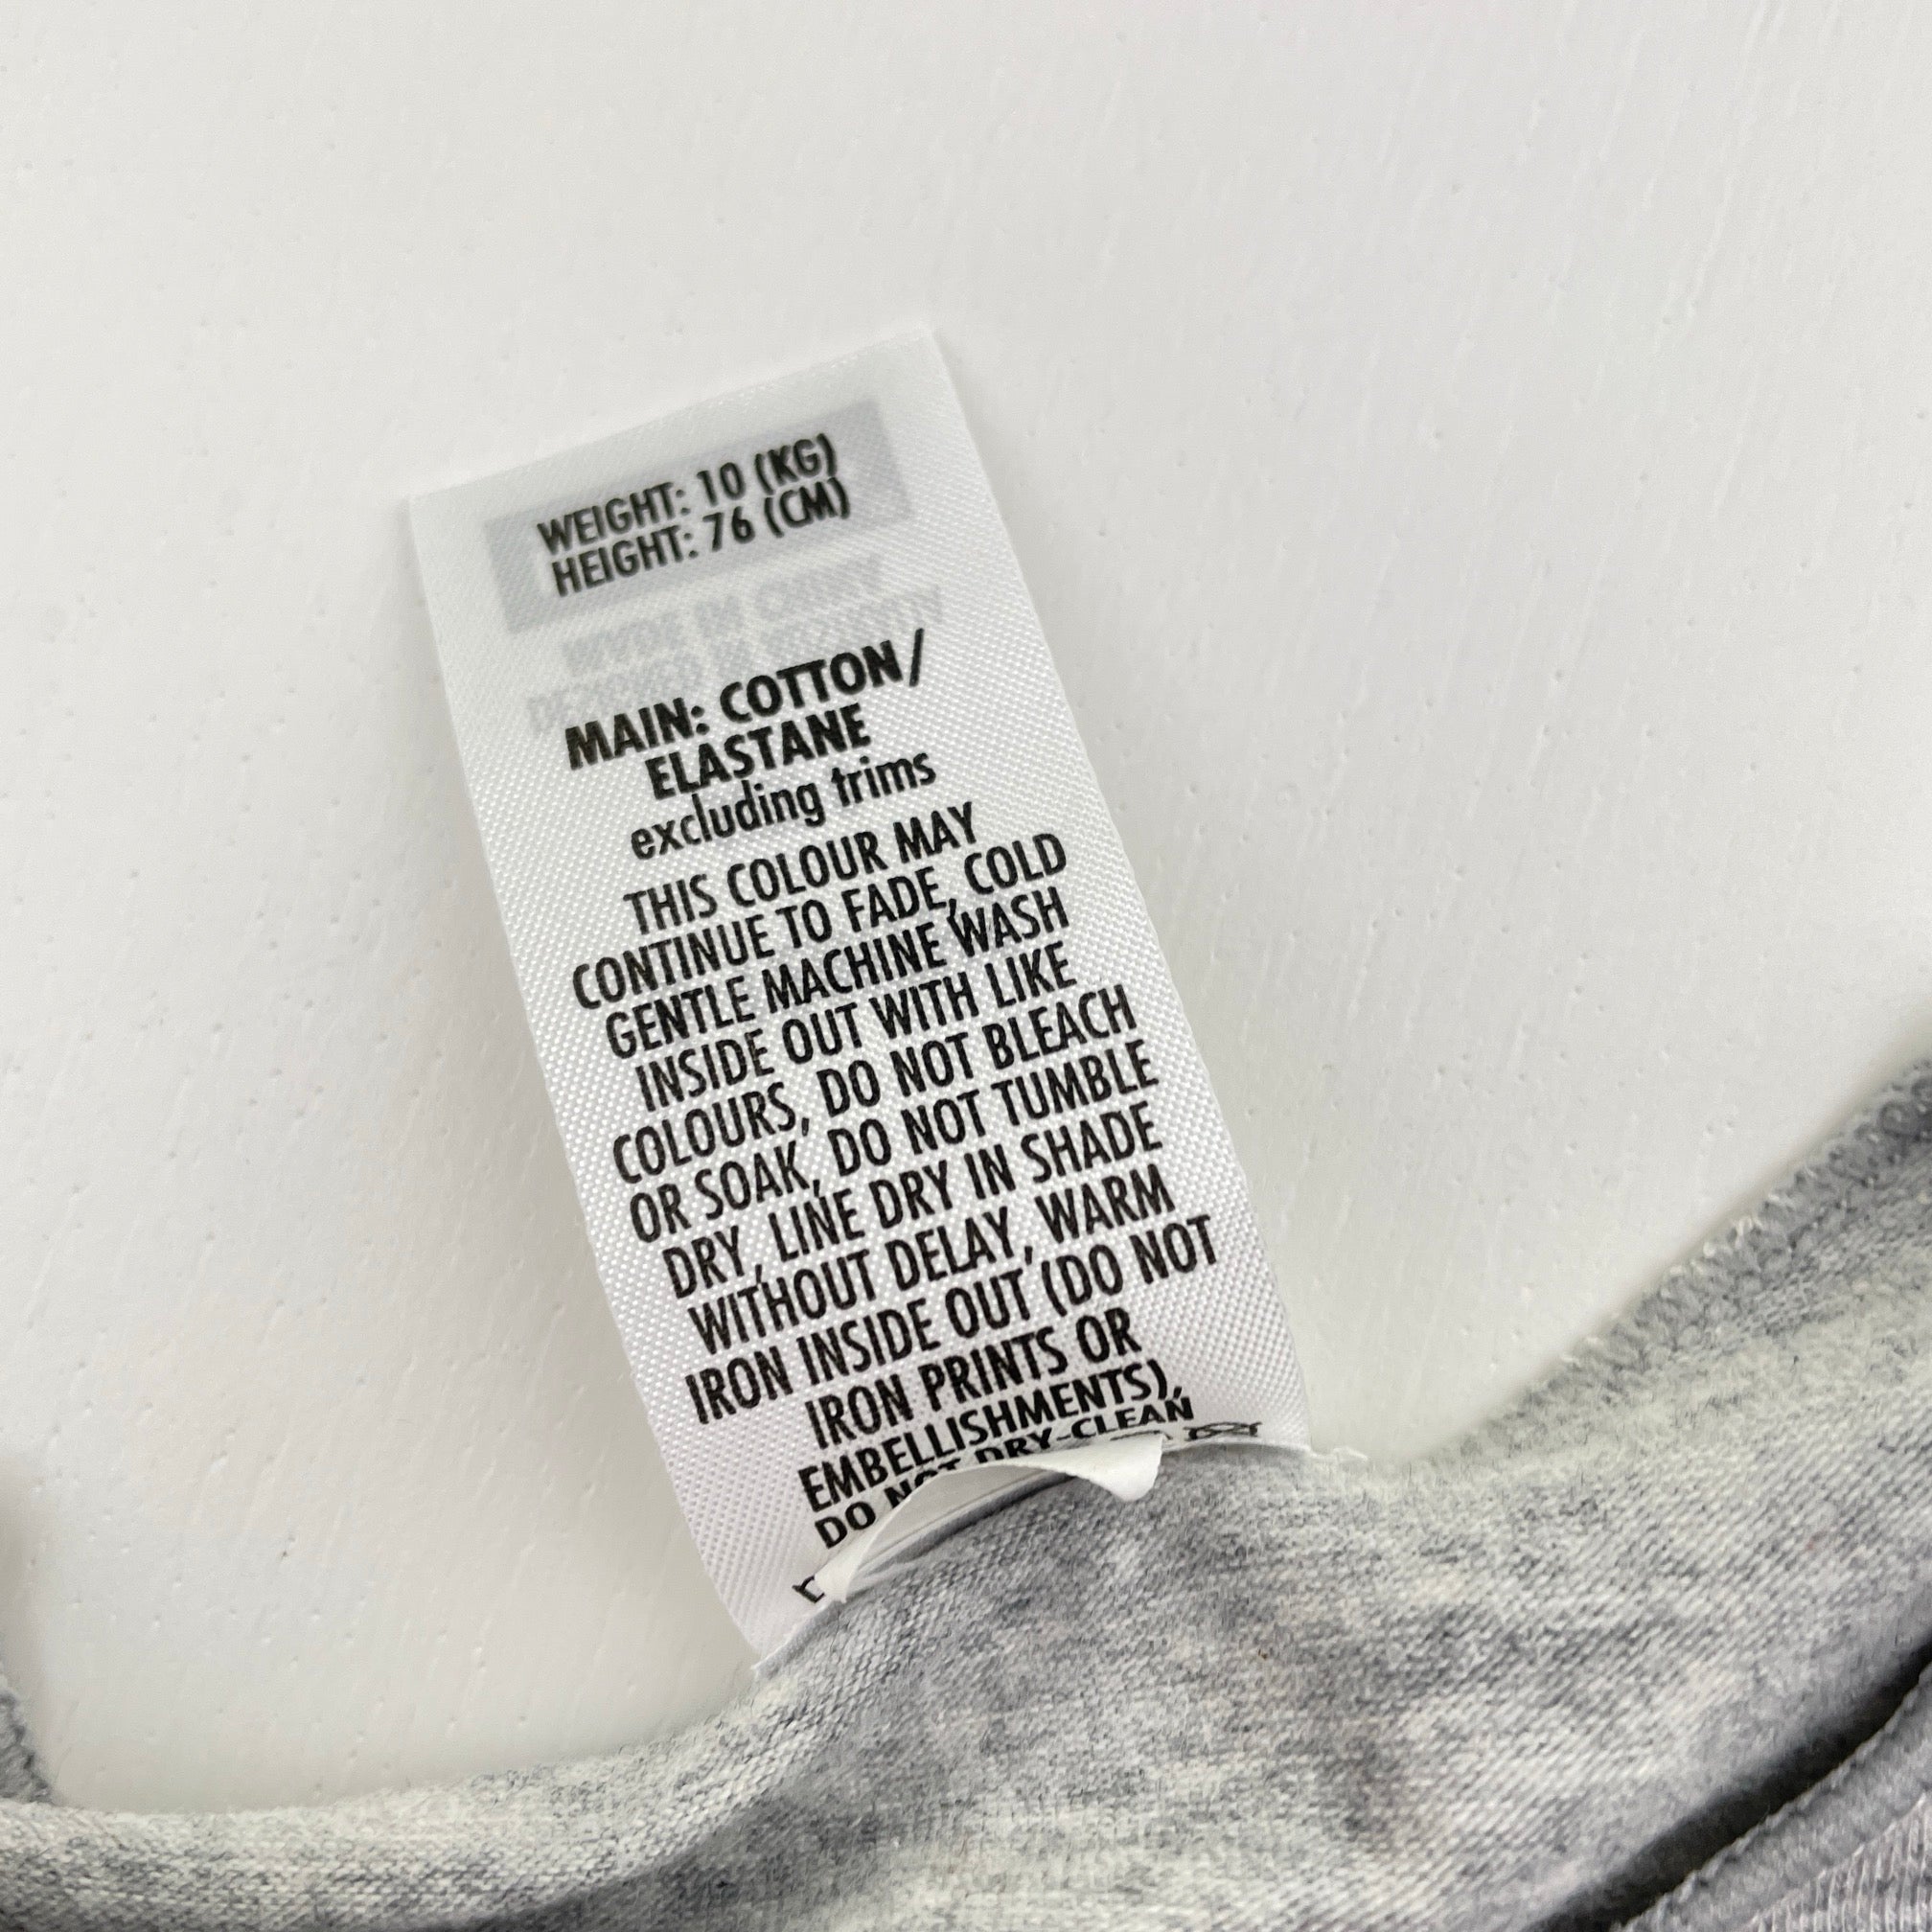 WEIGHT: 10 (KG)
HEIGHT: 76 (CM)
MAIN: COTTON/
ELASTANE
excluding trims
THIS COLOUR MAY
CONTINUE TO FADE, COLD
GENTLE MACHINE WASH
INSIDE OUT WITH LIKE
COLOURS, DO NOT BLEACH
OR SOAK, DO NOT TUMBLE
DRY, LINE DRY IN SHADE
WITHOUT DELAY, WARM
IRON INSIDE OUT (DO NOT
IRON PRINTS OR
EMBELLISHMENTS),
DO NOT DRY-CLEAN